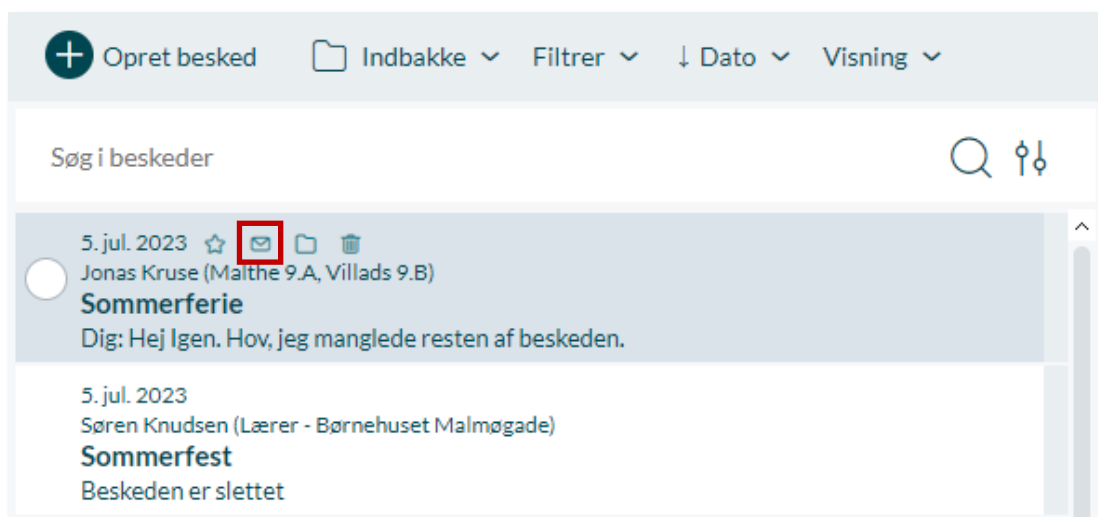 Opret besked Indbakke Filtrer ↓ Dato Visning
Søg i beskeder
5. jul. 2023
Jonas Kruse (Malthe 9.A, Villads 9.B)
Sommerferie
Dig: Hej Igen. Hov, jeg manglede resten af beskeden.
5. jul. 2023
Søren Knudsen (Lærer - Børnehuset Malmøgade)
Sommerfest
Beskeden er slettet